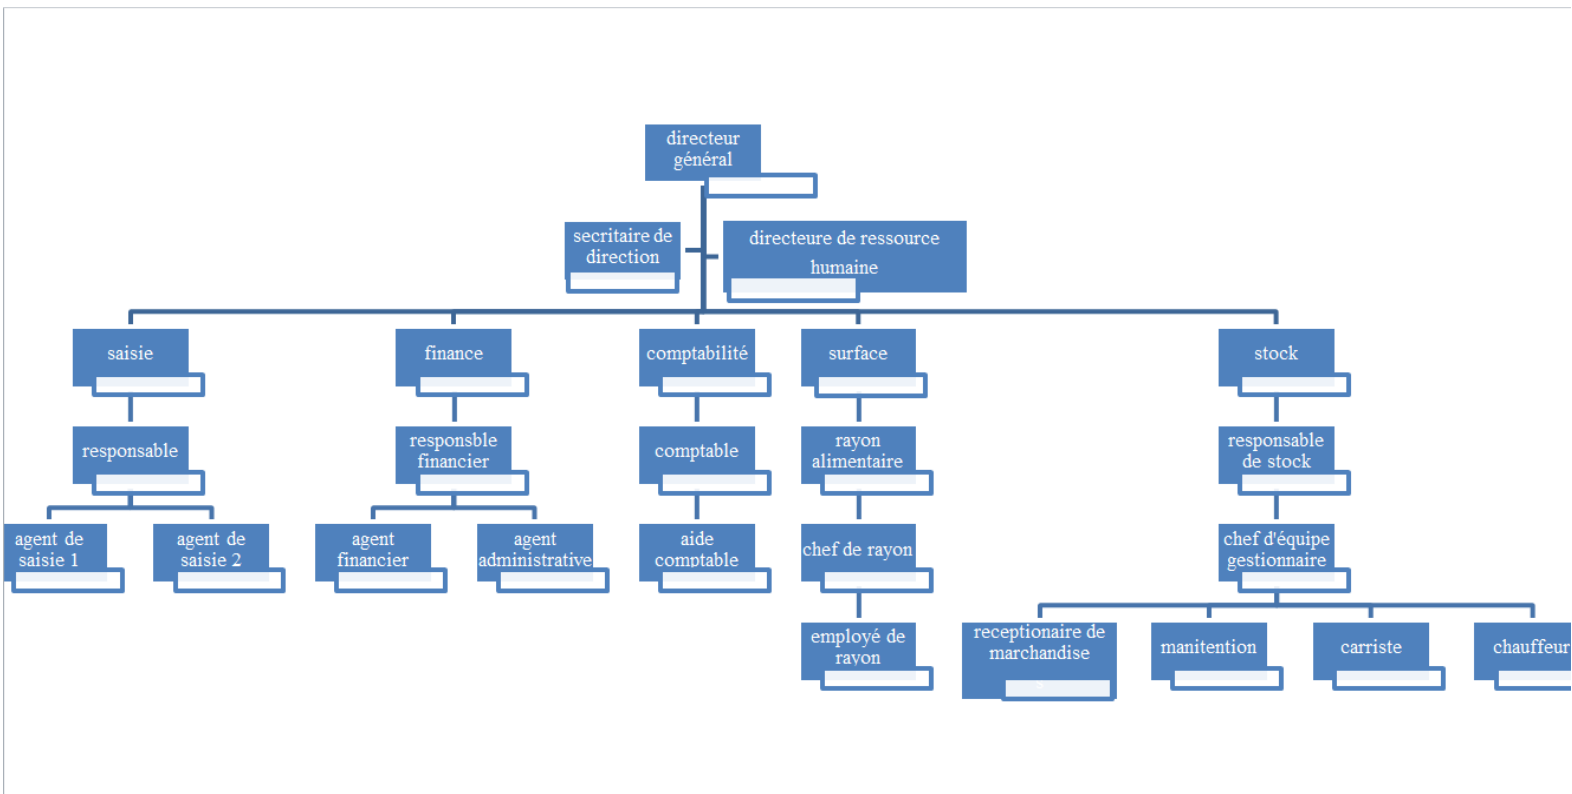 directeur
général
secritaire de
direction
directeure de ressource
humaine
saisie
finance
comptabilité
surface
stock
responsable
responsble
financier
comptable
rayon
alimentaire
responsable
de stock
agent de
saisie 1
agent de
saisie 2
agent
financier
agent
administrative
aide
comptable
chef de rayon
chef d'équipe
gestionnaire
employé de
rayon
receptionaire de
marchandise
manitention
carriste
chauffeur